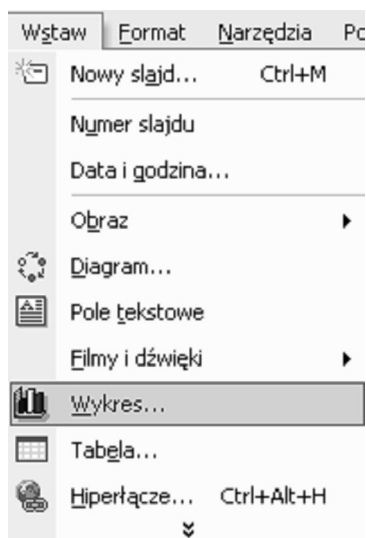 Wstaw Format Narzędzia Po
Nowy slajd... Ctrl+M
Numer slajdu
Data i godzina...
Obraz
Diagram...
Pole tekstowe
Filmy i dźwięki
Wykres...
Tabela...
Hiperłącze... Ctrl+Alt+H